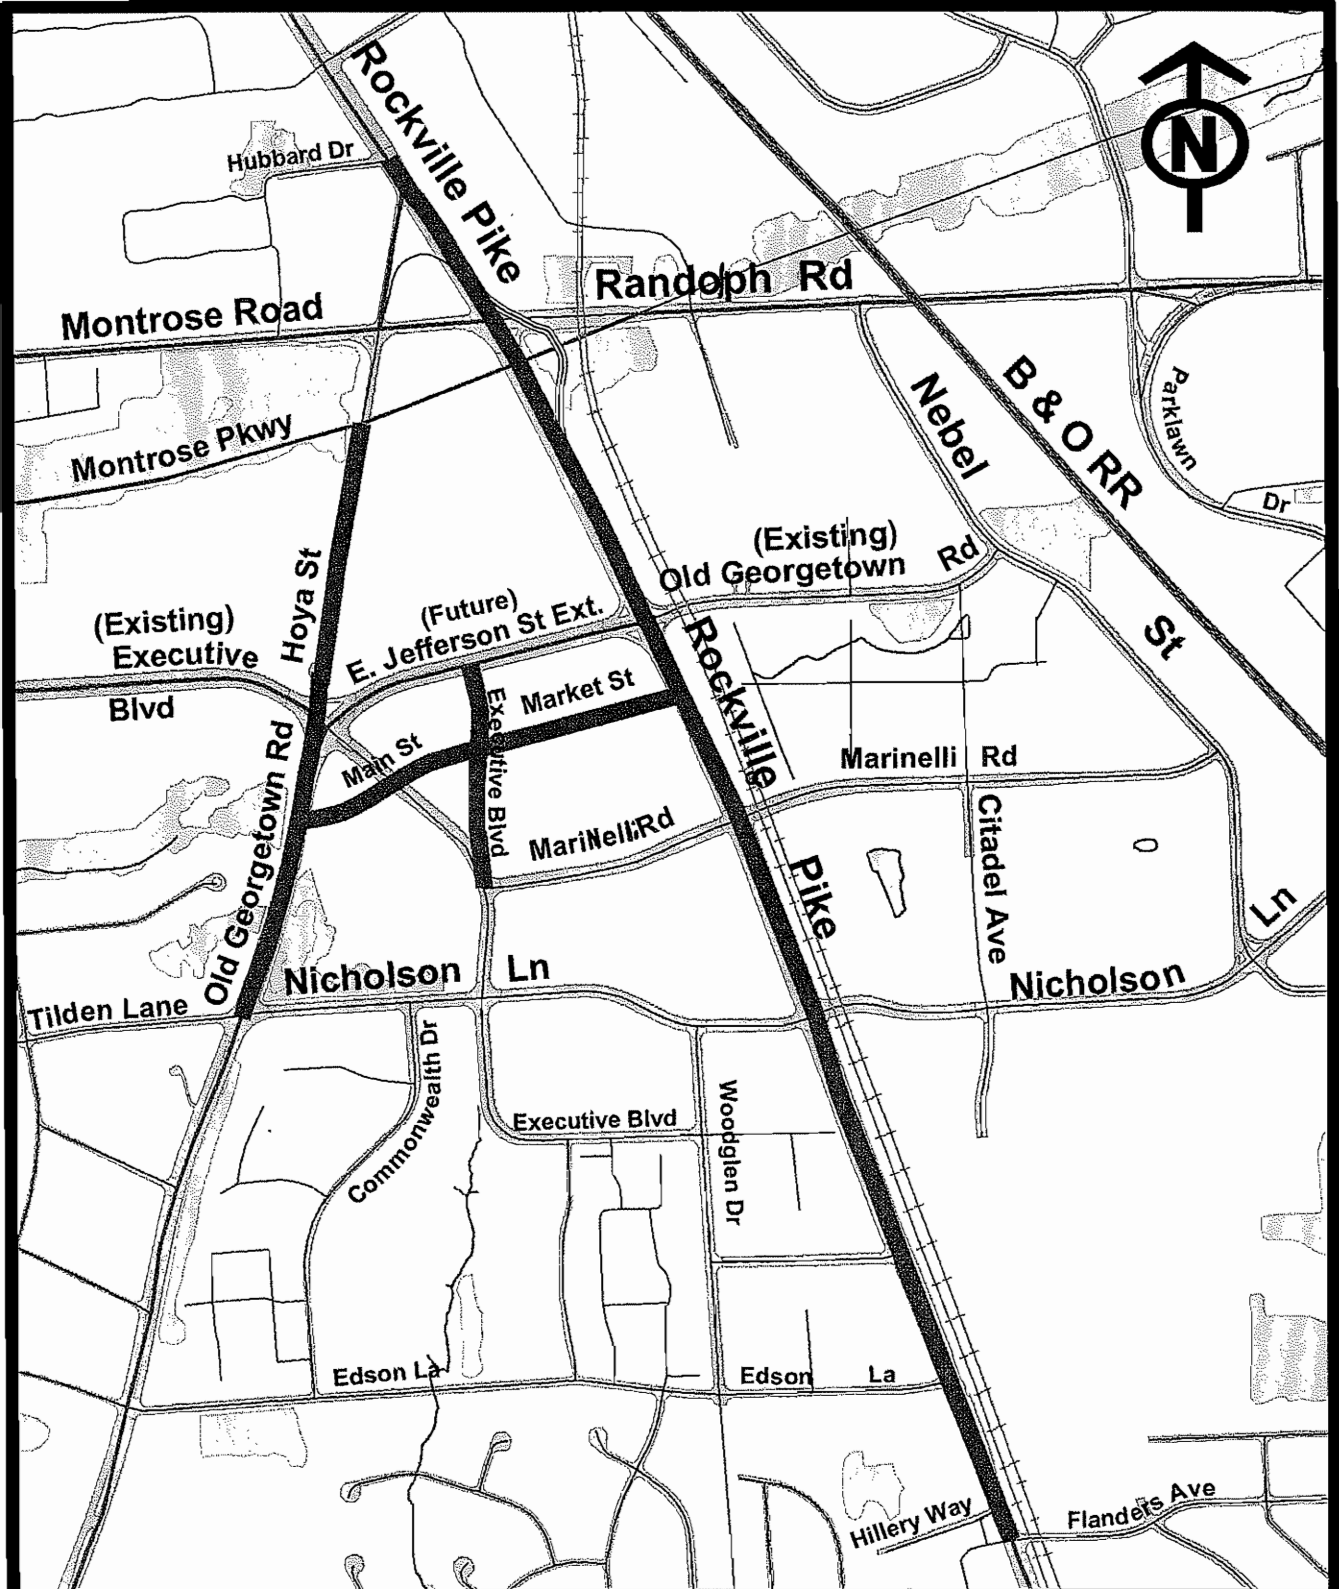 Rockville Pike
N
Hubbard Dr
Randolph Rd
Montrose Road
B & O RR
Parklawn
Dr
Nebel
St
Montrose Pkwy
(Existing)
Old Georgetown Rd
Hoya St
(Future)
E. Jefferson St Ext.
(Existing)
Executive
Blvd
Rockville
Pike
Market St
Executive Blvd
Main St
Old Georgetown Rd
Marinelli Rd
MariNelli Rd
Citadel Ave
Nicholson Ln
Nicholson
Ln
Tilden Lane
Commonwealth Dr
Executive Blvd
Woodglen Dr
Edson La
Edson La
Hillery Way
Flanders Ave